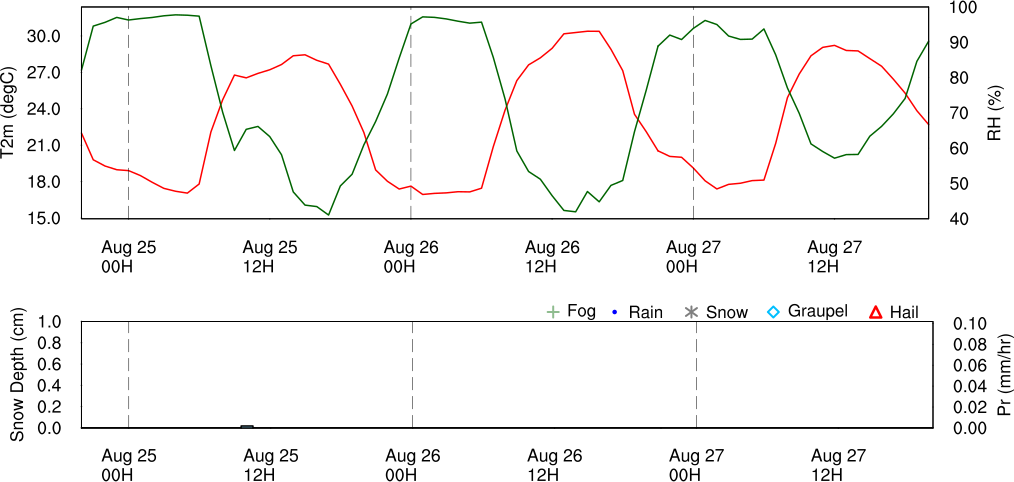 T2m (degC)
30.0
27.0
24.0
21.0
18.0
15.0
100
90
80
70
60
50
40
RH (%)
Aug 25 Aug 25 Aug 26 Aug 26 Aug 27 Aug 27
00H 12H 00H 12H 00H 12H
Fog Rain Snow Graupel Hail
Snow Depth (cm)
1.0
0.8
0.6
0.4
0.2
0.0
0.10
0.08
0.06
0.04
0.02
0.00
Pr (mm/hr)
Aug 25 Aug 25 Aug 26 Aug 26 Aug 27 Aug 27
00H 12H 00H 12H 00H 12H